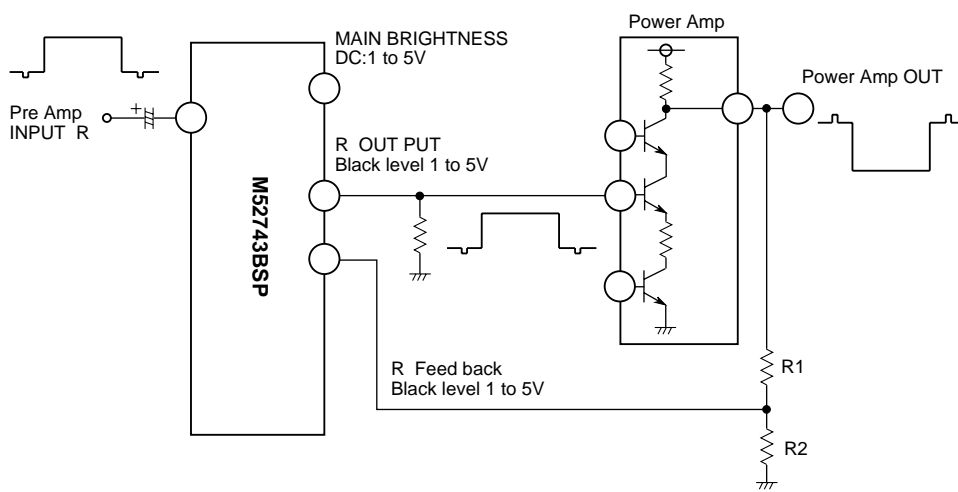 Power Amp
MAIN BRIGHTNESS
DC:1 to 5V
Power Amp OUT
Pre Amp
INPUT R
+
R OUT PUT
Black level 1 to 5V
M52743BSP
R Feed back
Black level 1 to 5V
R1
R2